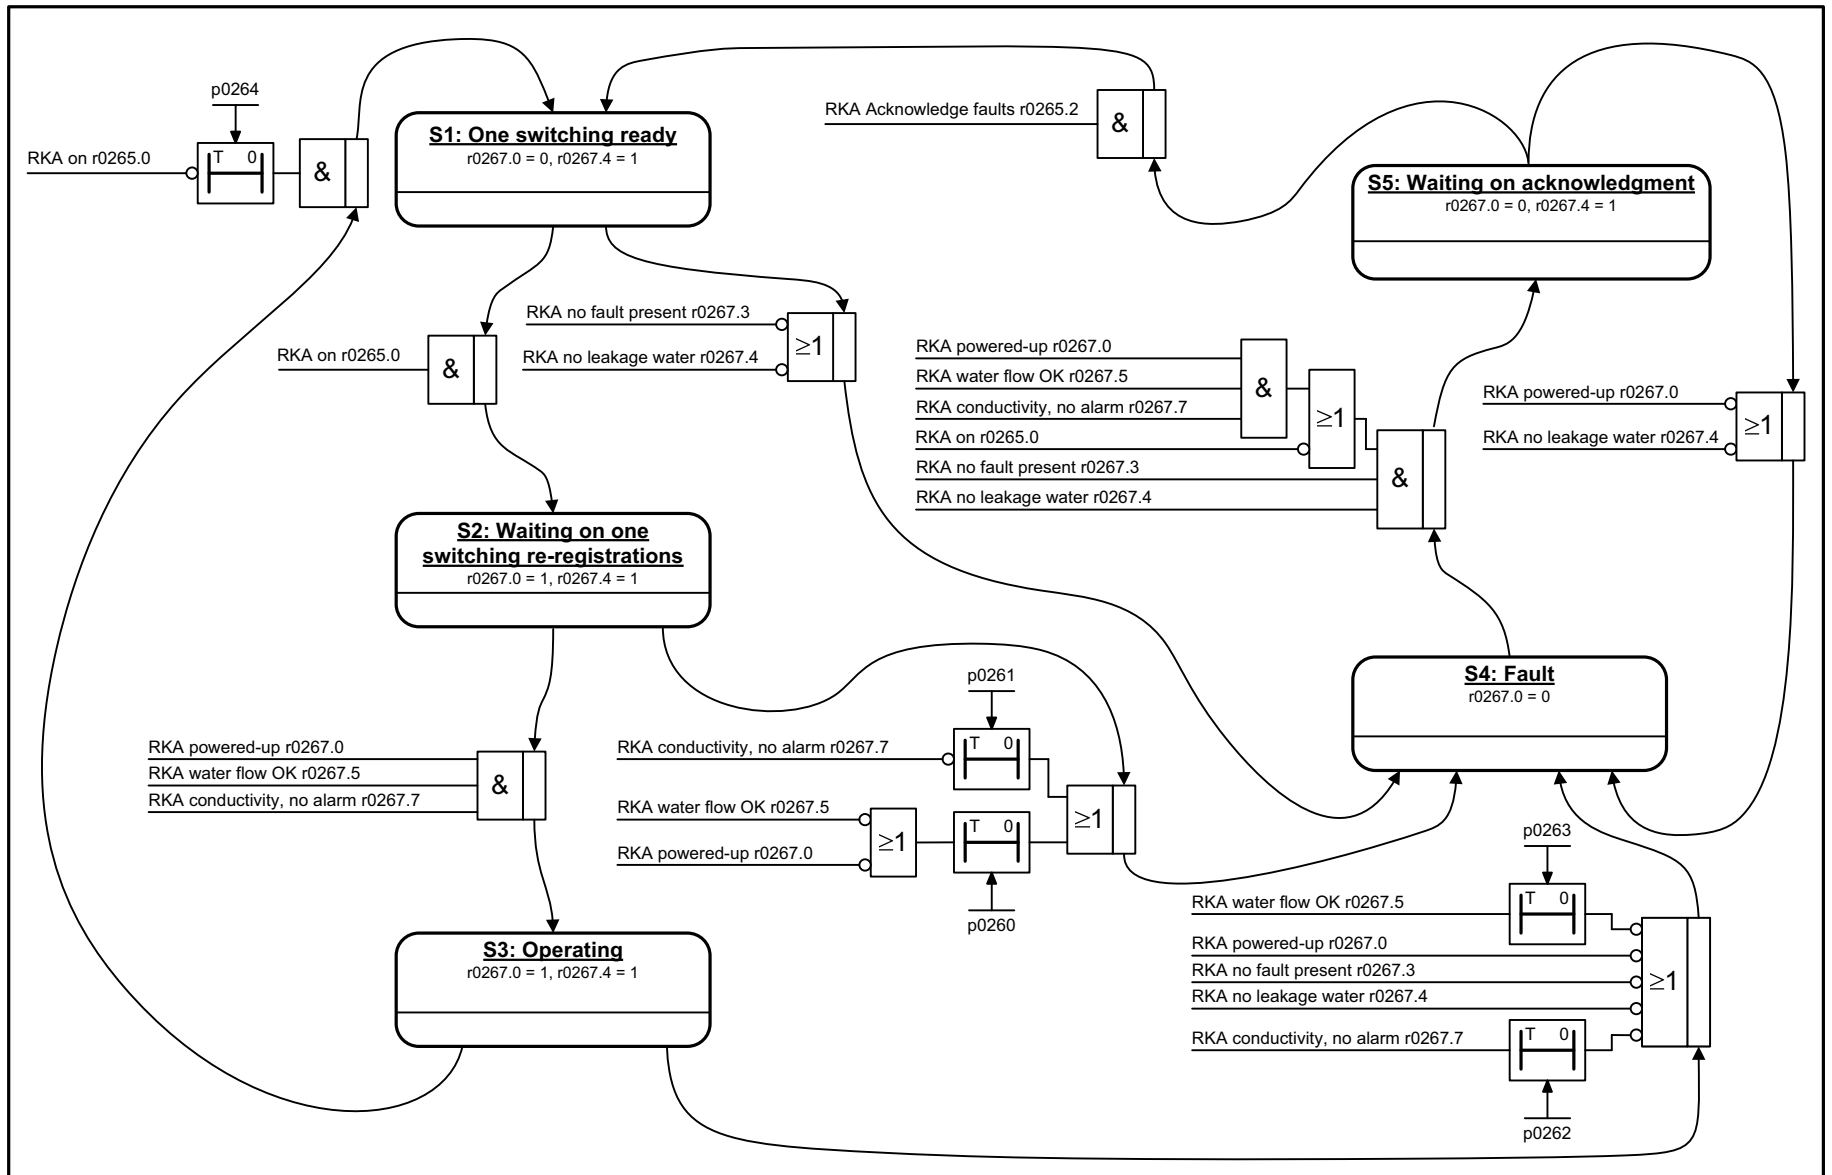 p0264
RKA on r0265.0
T 0
&
S1: One switching ready
r0267.0 = 0, r0267.4 = 1
RKA Acknowledge faults r0265.2
&
S5: Waiting on acknowledgment
r0267.0 = 0, r0267.4 = 1
RKA on r0265.0
&
RKA no fault present r0267.3
RKA no leakage water r0267.4
≥1
RKA powered-up r0267.0
RKA water flow OK r0267.5
RKA conductivity, no alarm r0267.7
RKA on r0265.0
RKA no fault present r0267.3
RKA no leakage water r0267.4
&
≥1
&
RKA powered-up r0267.0
RKA no leakage water r0267.4
≥1
S2: Waiting on one
switching re-registrations
r0267.0 = 1, r0267.4 = 1
S4: Fault
r0267.0 = 0
RKA powered-up r0267.0
RKA water flow OK r0267.5
RKA conductivity, no alarm r0267.7
&
p0261
RKA conductivity, no alarm r0267.7
T 0
RKA water flow OK r0267.5
RKA powered-up r0267.0
≥1
T 0
≥1
p0260
S3: Operating
r0267.0 = 1, r0267.4 = 1
p0263
RKA water flow OK r0267.5
T 0
RKA powered-up r0267.0
RKA no fault present r0267.3
RKA no leakage water r0267.4
≥1
RKA conductivity, no alarm r0267.7
T 0
p0262